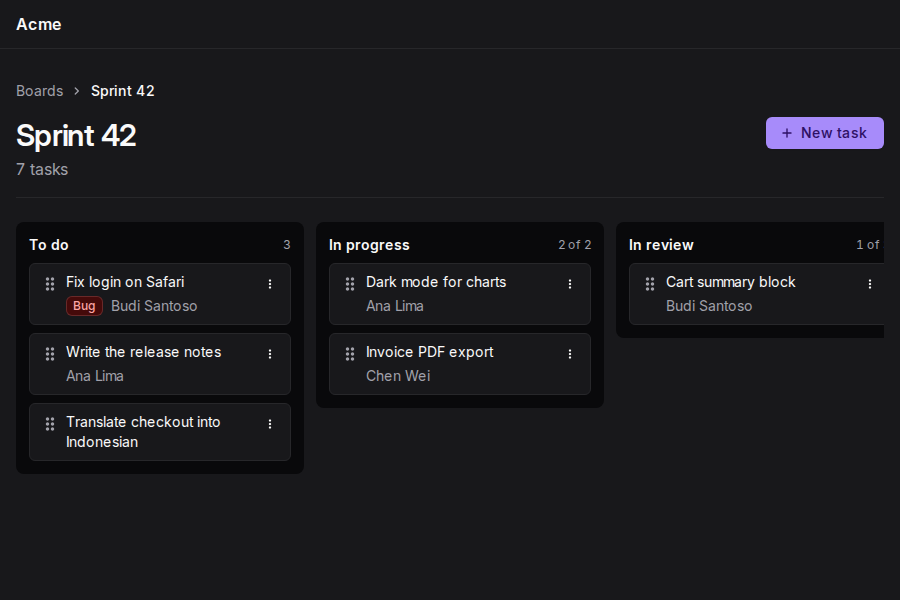 Acme
Boards > Sprint 42
Sprint 42
New task
7 tasks
To do 3
Fix login on Safari
Bug Budi Santoso
Write the release notes
Ana Lima
Translate checkout into
Indonesian
In progress 2 of 2
Dark mode for charts
Ana Lima
Invoice PDF export
Chen Wei
In review 1 of
Cart summary block
Budi Santoso